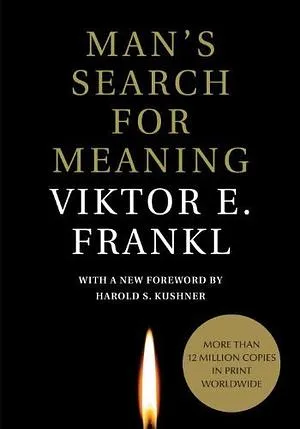 MAN'S
SEARCH
FOR
MEANING
VIKTOR E.
FRANKL
WITH A NEW FOREWORD BY
HAROLD S. KUSHNER
MORE THAN
12 MILLION COPIES
IN PRINT
WORLDWIDE